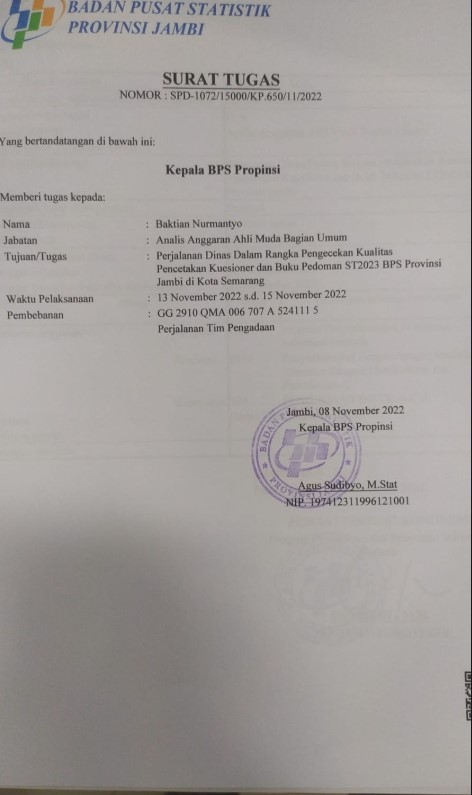 BADAN PUSAT STATISTIK
PROVINSI JAMBI
SURAT TUGAS
NOMOR : SPD-1072/15000/KP.650/11/2022
Yang bertandatangan di bawah ini:
Kepala BPS Propinsi
Memberi tugas kepada:
Nama : Baktian Nurmantyo
Jabatan : Analis Anggaran Ahli Muda Bagian Umum
Tujuan/Tugas : Perjalanan Dinas Dalam Rangka Pengecekan Kualitas
Pencetakan Kuesioner dan Buku Pedoman ST2023 BPS Provinsi
Jambi di Kota Semarang
Waktu Pelaksanaan : 13 November 2022 s.d. 15 November 2022
Pembebanan : GG 2910 QMA 006 707 A 524111 5
Perjalanan Tim Pengadaan
Jambi, 08 November 2022
Kepala BPS Propinsi
BADAN PUSAT STATISTIK
PROVINSI JAMBI
Agus Sudibyo, M.Stat
NIP. 197412311996121001